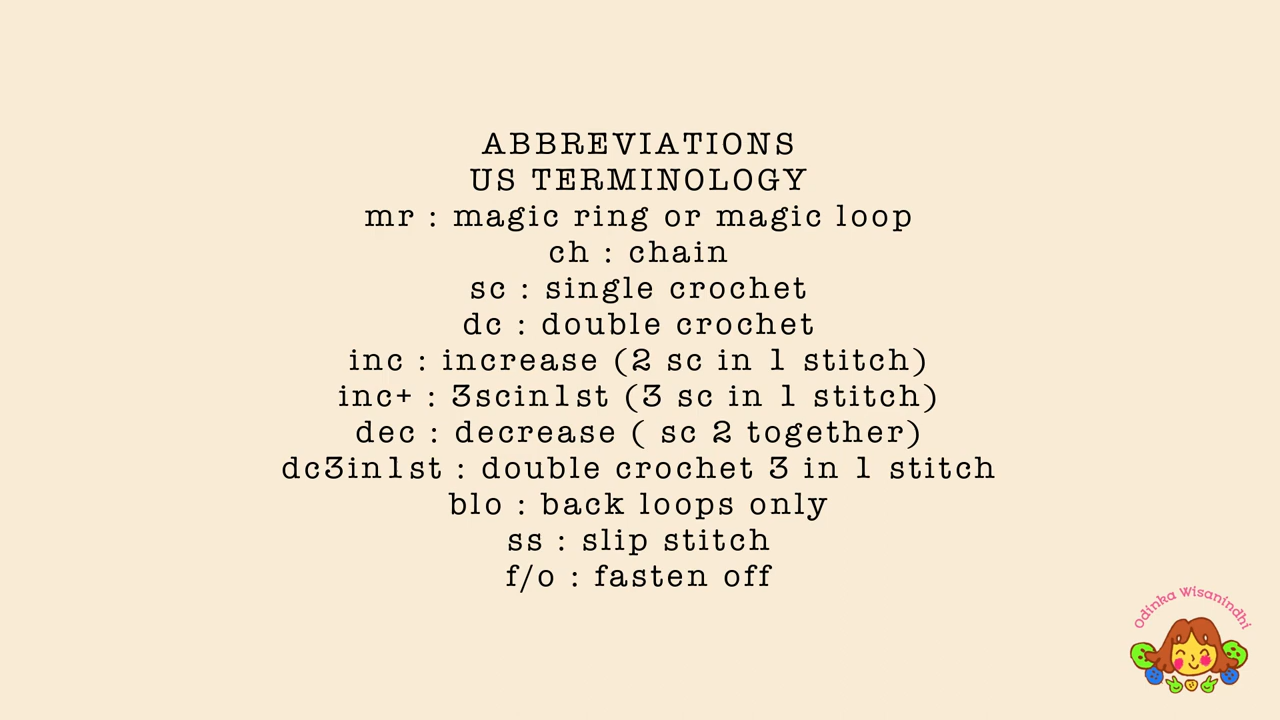 ABBREVIATIONS
US TERMINOLOGY
mr : magic ring or magic loop
ch : chain
sc : single crochet
dc : double crochet
inc : increase (2 sc in 1 stitch)
inc+ : 3scin1st (3 sc in 1 stitch)
dec : decrease ( sc 2 together)
dc3in1st : double crochet 3 in 1 stitch
blo : back loops only
ss : slip stitch
f/o : fasten off
Odinka Wisanindhi